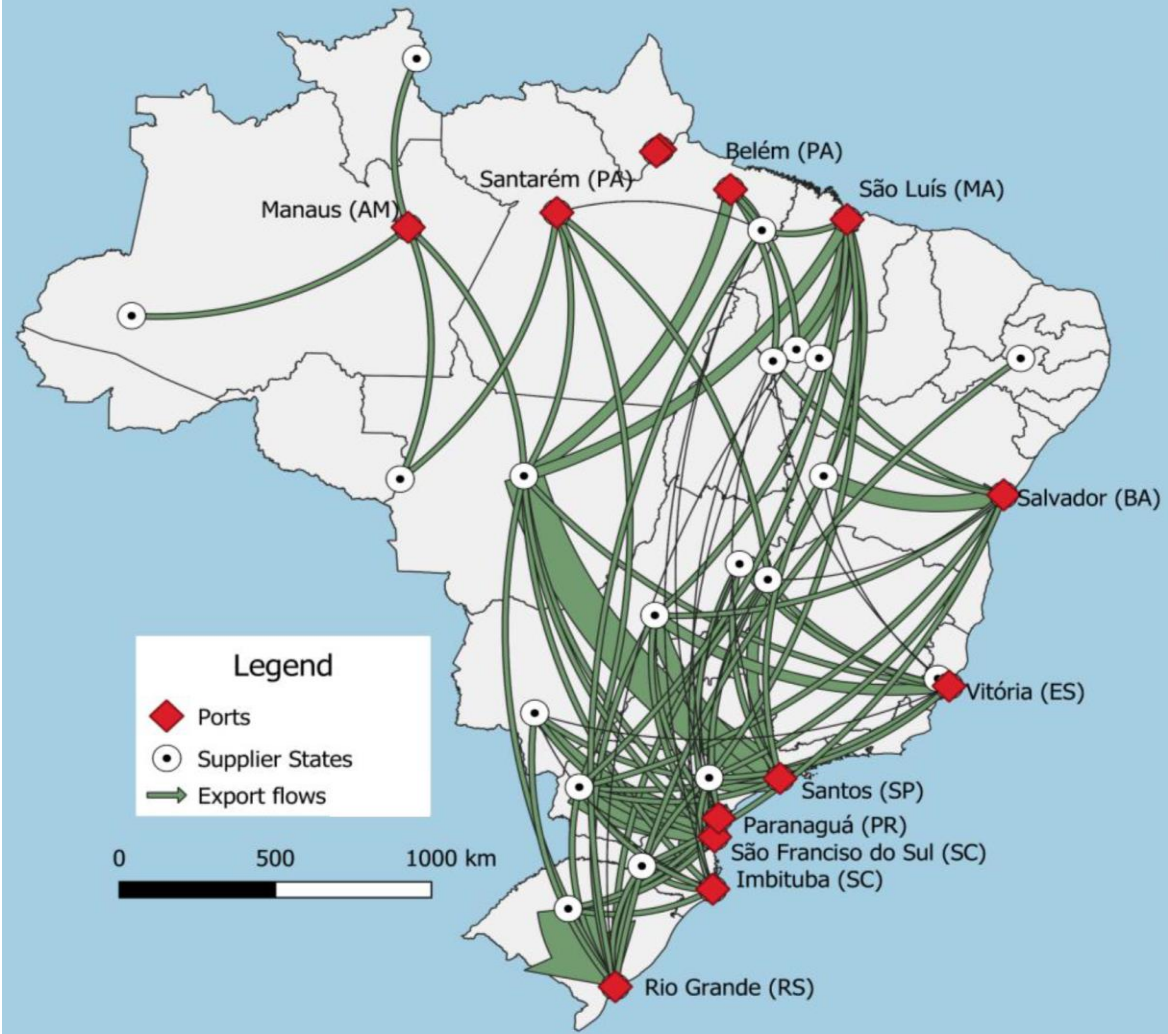 Belém (PA)
Santarém (PA)
São Luís (MA)
Manaus (AM)
Salvador (BA)
Legend
Ports
Supplier States
Export flows
Vitória (ES)
Santos (SP)
Paranaguá (PR)
São Franciso do Sul (SC)
Imbituba (SC)
0 500 1000 km
Rio Grande (RS)